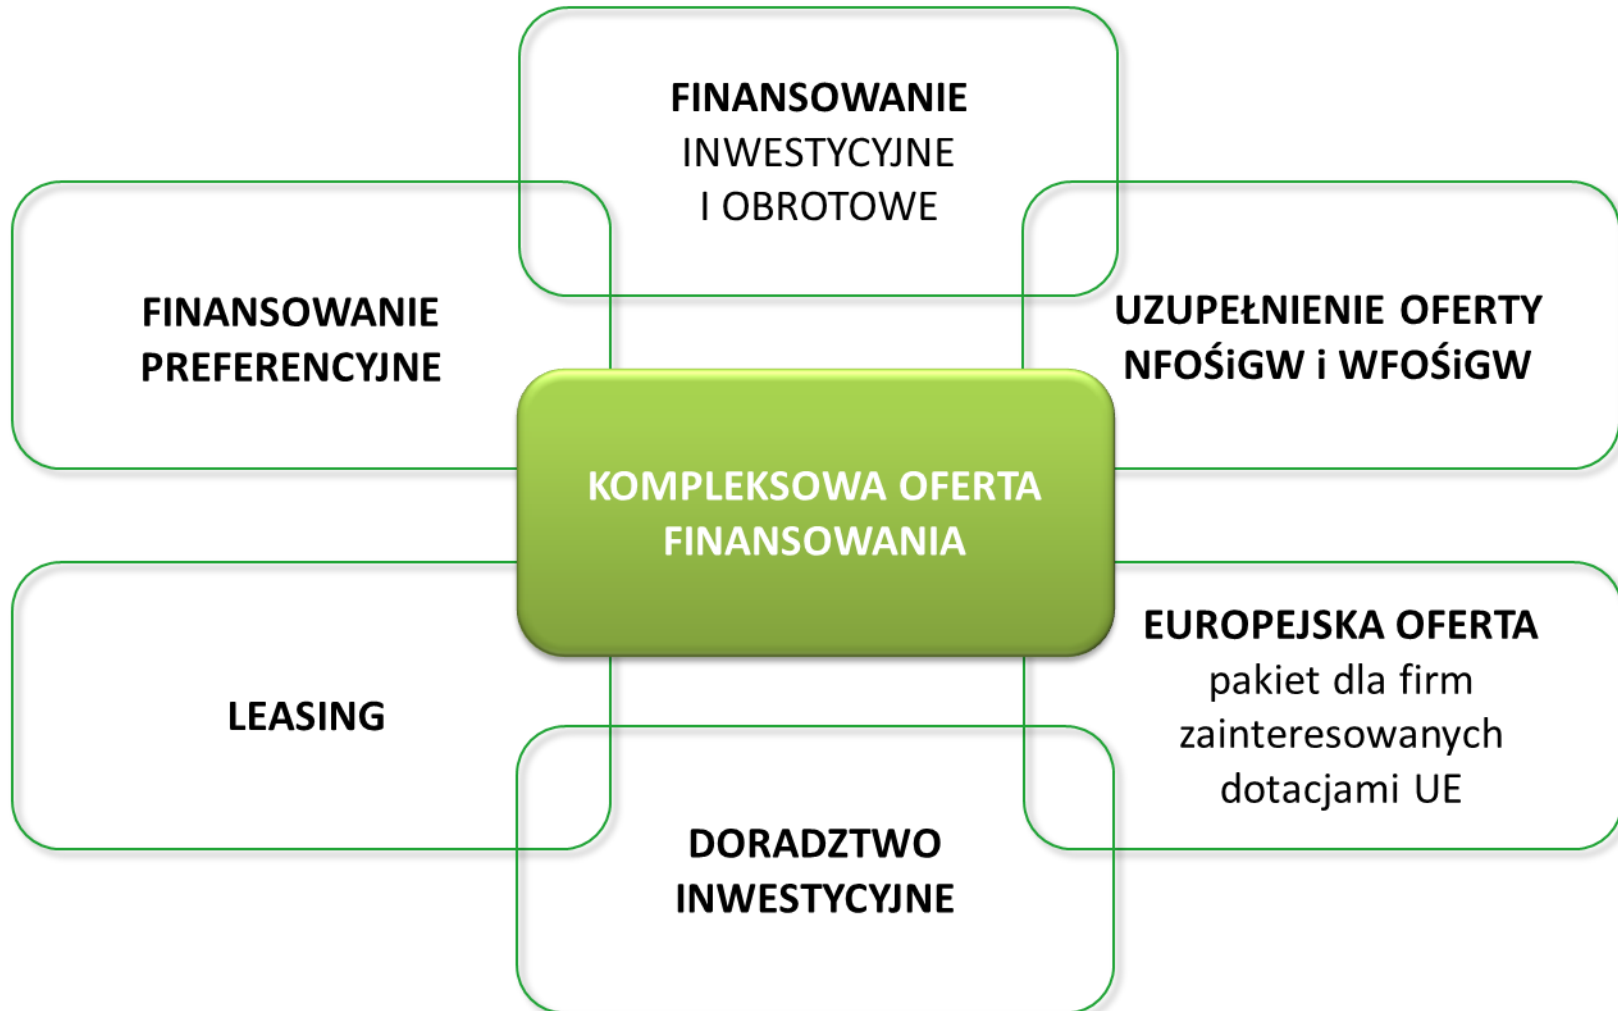 FINANSOWANIE
INWESTYCYJNE
I OBROTOWE
FINANSOWANIE
PREFERENCYJNE
UZUPEŁNIENIE OFERTY
NFOŚiGW i WFOŚiGW
KOMPLEKSOWA OFERTA
FINANSOWANIA
LEASING
EUROPEJSKA OFERTA
pakiet dla firm
zainteresowanych
dotacjami UE
DORADZTWO
INWESTYCYJNE